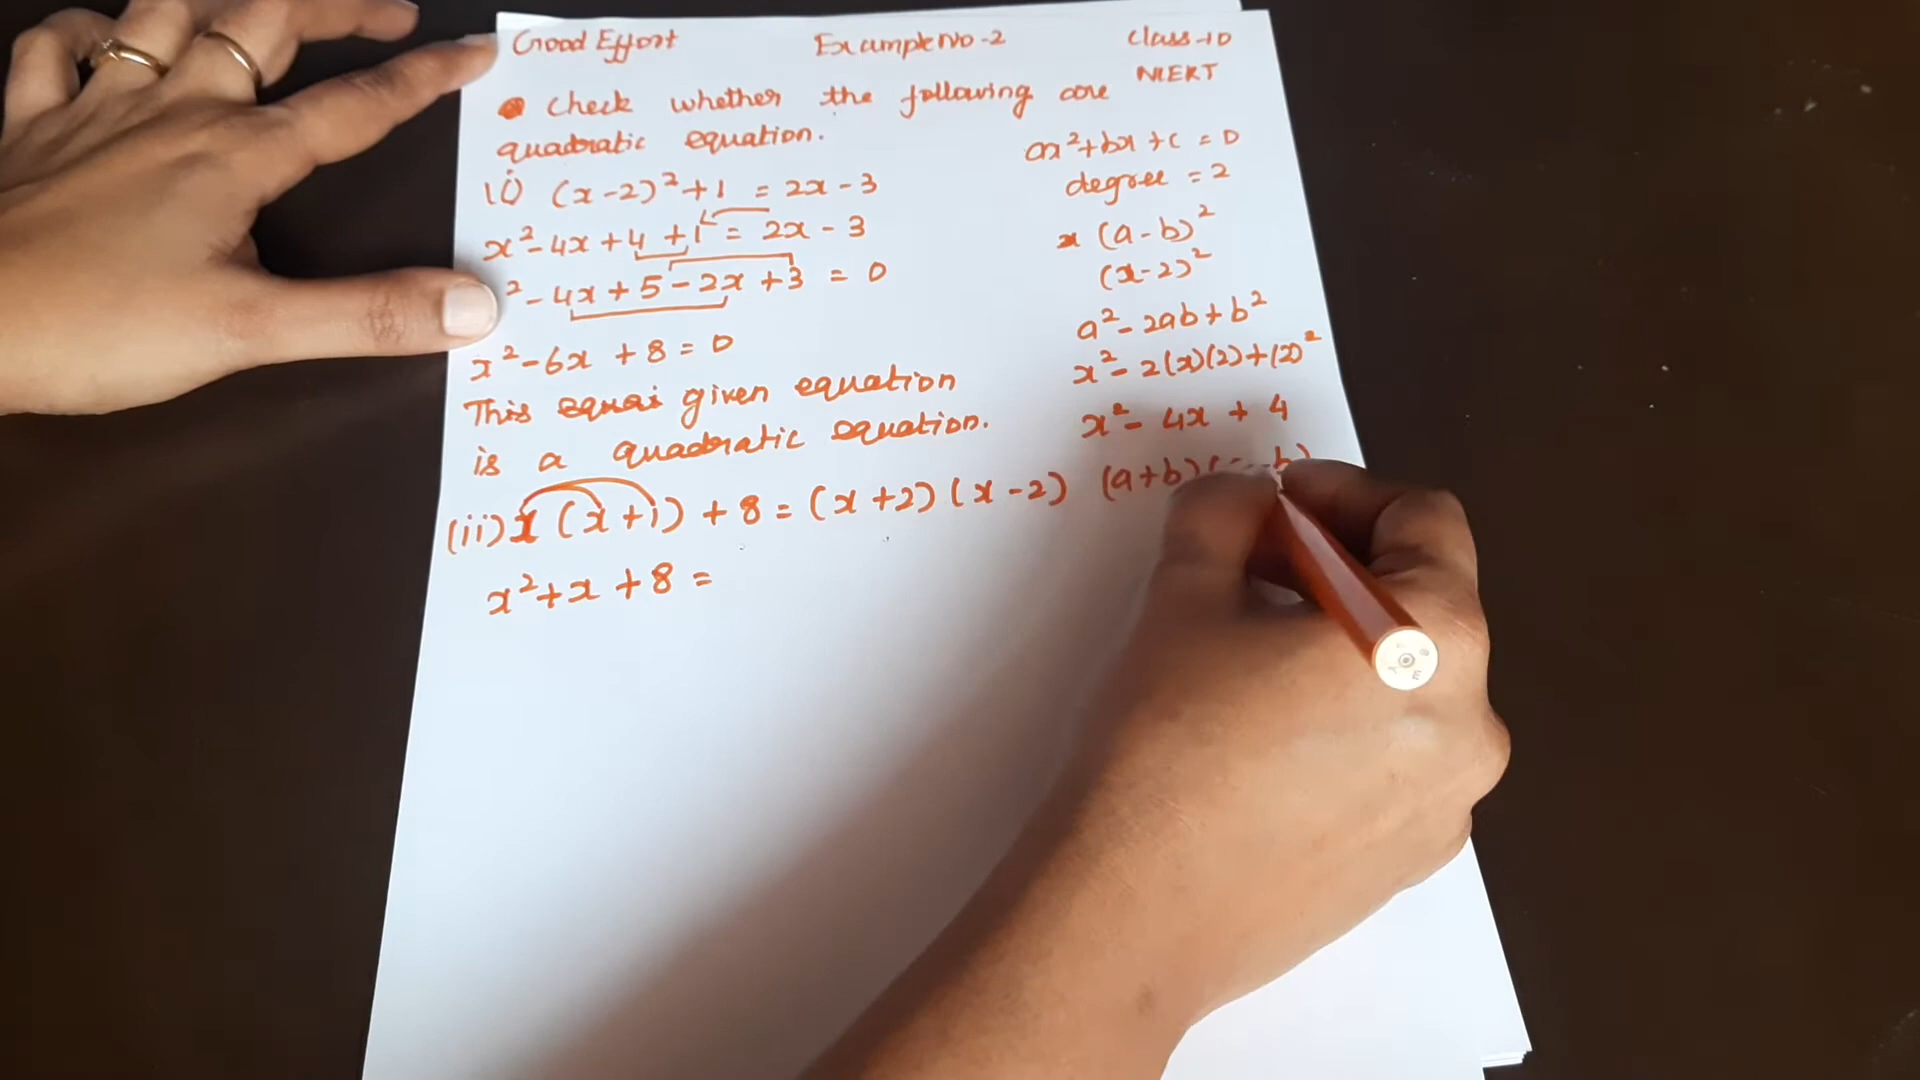 Good Effort Example No-2 Class-10
NCERT
Check whether the following are
quadratic equation.
(i) (x-2)²+1 = 2x-3
x²-4x+4+1 = 2x-3
²-4x+5-2x+3 = 0
x²-6x+8=0
This given equation
is a quadratic equation.
(ii) x(x+1)+8=(x+2)(x-2)
x²+x+8=
ax²+bx+c=0
degree = 2
(a-b)²
(x-2)²
a²-2ab+b²
x²-2(x)(2)+(2)²
x²-4x+4
(a+b)(